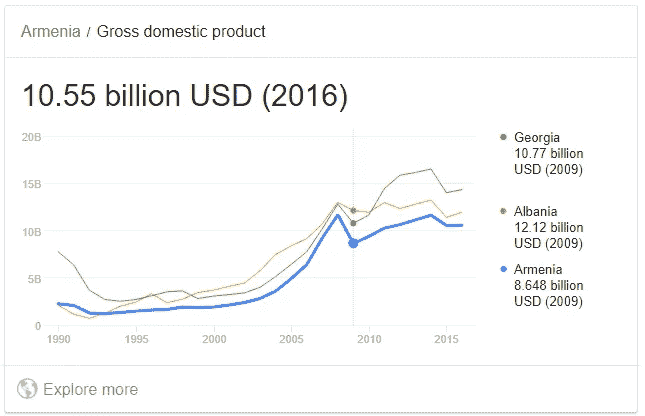 Armenia / Gross domestic product
10.55 billion USD (2016)
20B
15B
10B
5B
0
1990
1995
2000
2005
2010
2015
Georgia
10.77 billion
USD (2009)
Albania
12.12 billion
USD (2009)
Armenia
8.648 billion
USD (2009)
Explore more